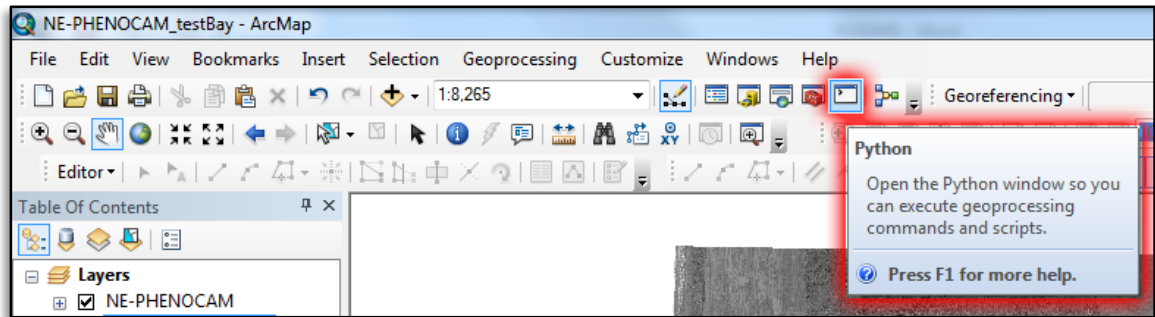 NE-PHENOCAM_testBay - ArcMap
File Edit View Bookmarks Insert Selection Geoprocessing Customize Windows Help
1:8,265
Georeferencing
Editor
Python
Open the Python window so you
can execute geoprocessing
commands and scripts.
Press F1 for more help.
Table Of Contents
Layers
NE-PHENOCAM